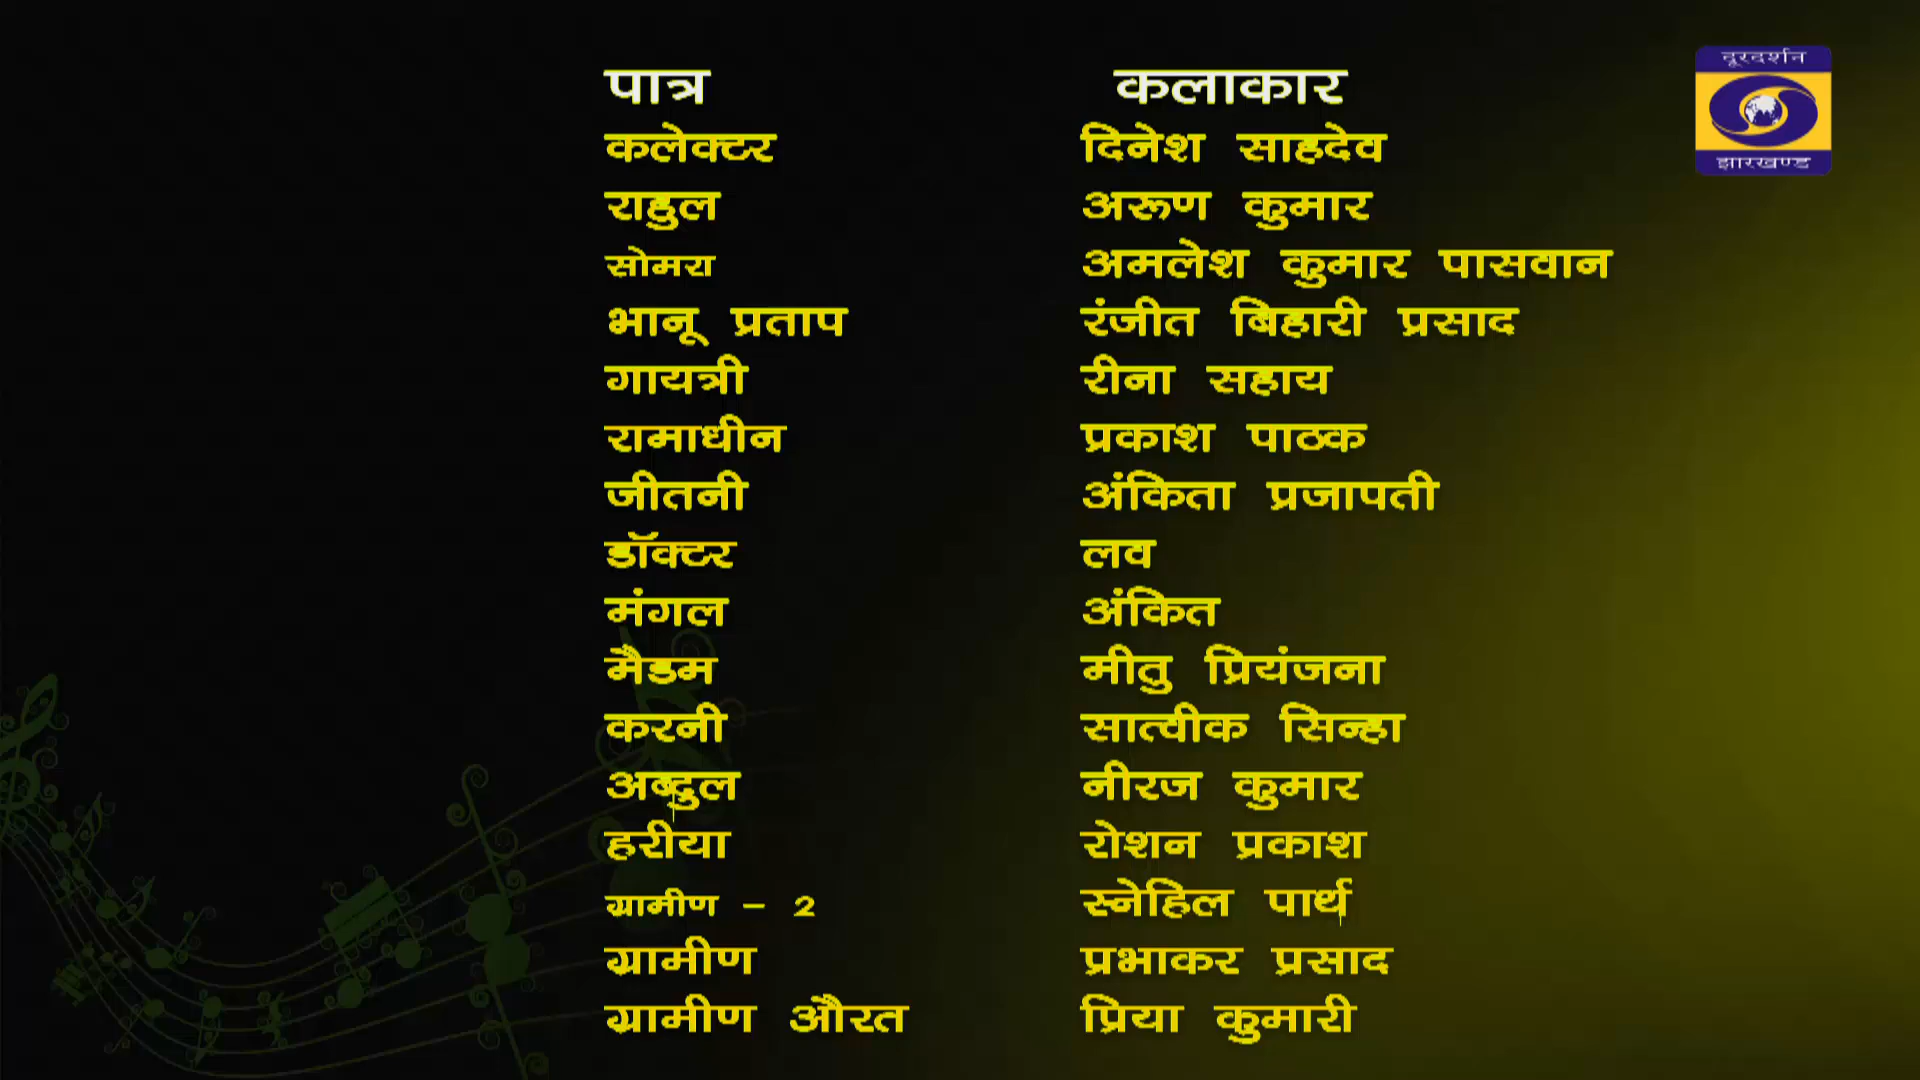 दूरदर्शन
झारखण्ड
पात्र कलाकार
कलेक्टर दिनेश साहदेव
राहुल अरूण कुमार
सोमरा अमलेश कुमार पासवान
भानू प्रताप रंजीत बिहारी प्रसाद
गायत्री रीना सहाय
रामाधीन प्रकाश पाठक
जीतनी अंकिता प्रजापती
डॉक्टर लव
मंगल अंकित
मैडम मीतु प्रियंजना
करनी सात्वीक सिन्हा
अब्दुल नीरज कुमार
हरीया रोशन प्रकाश
ग्रामीण – 2 स्नेहिल पार्थ
ग्रामीण प्रभाकर प्रसाद
ग्रामीण औरत प्रिया कुमारी